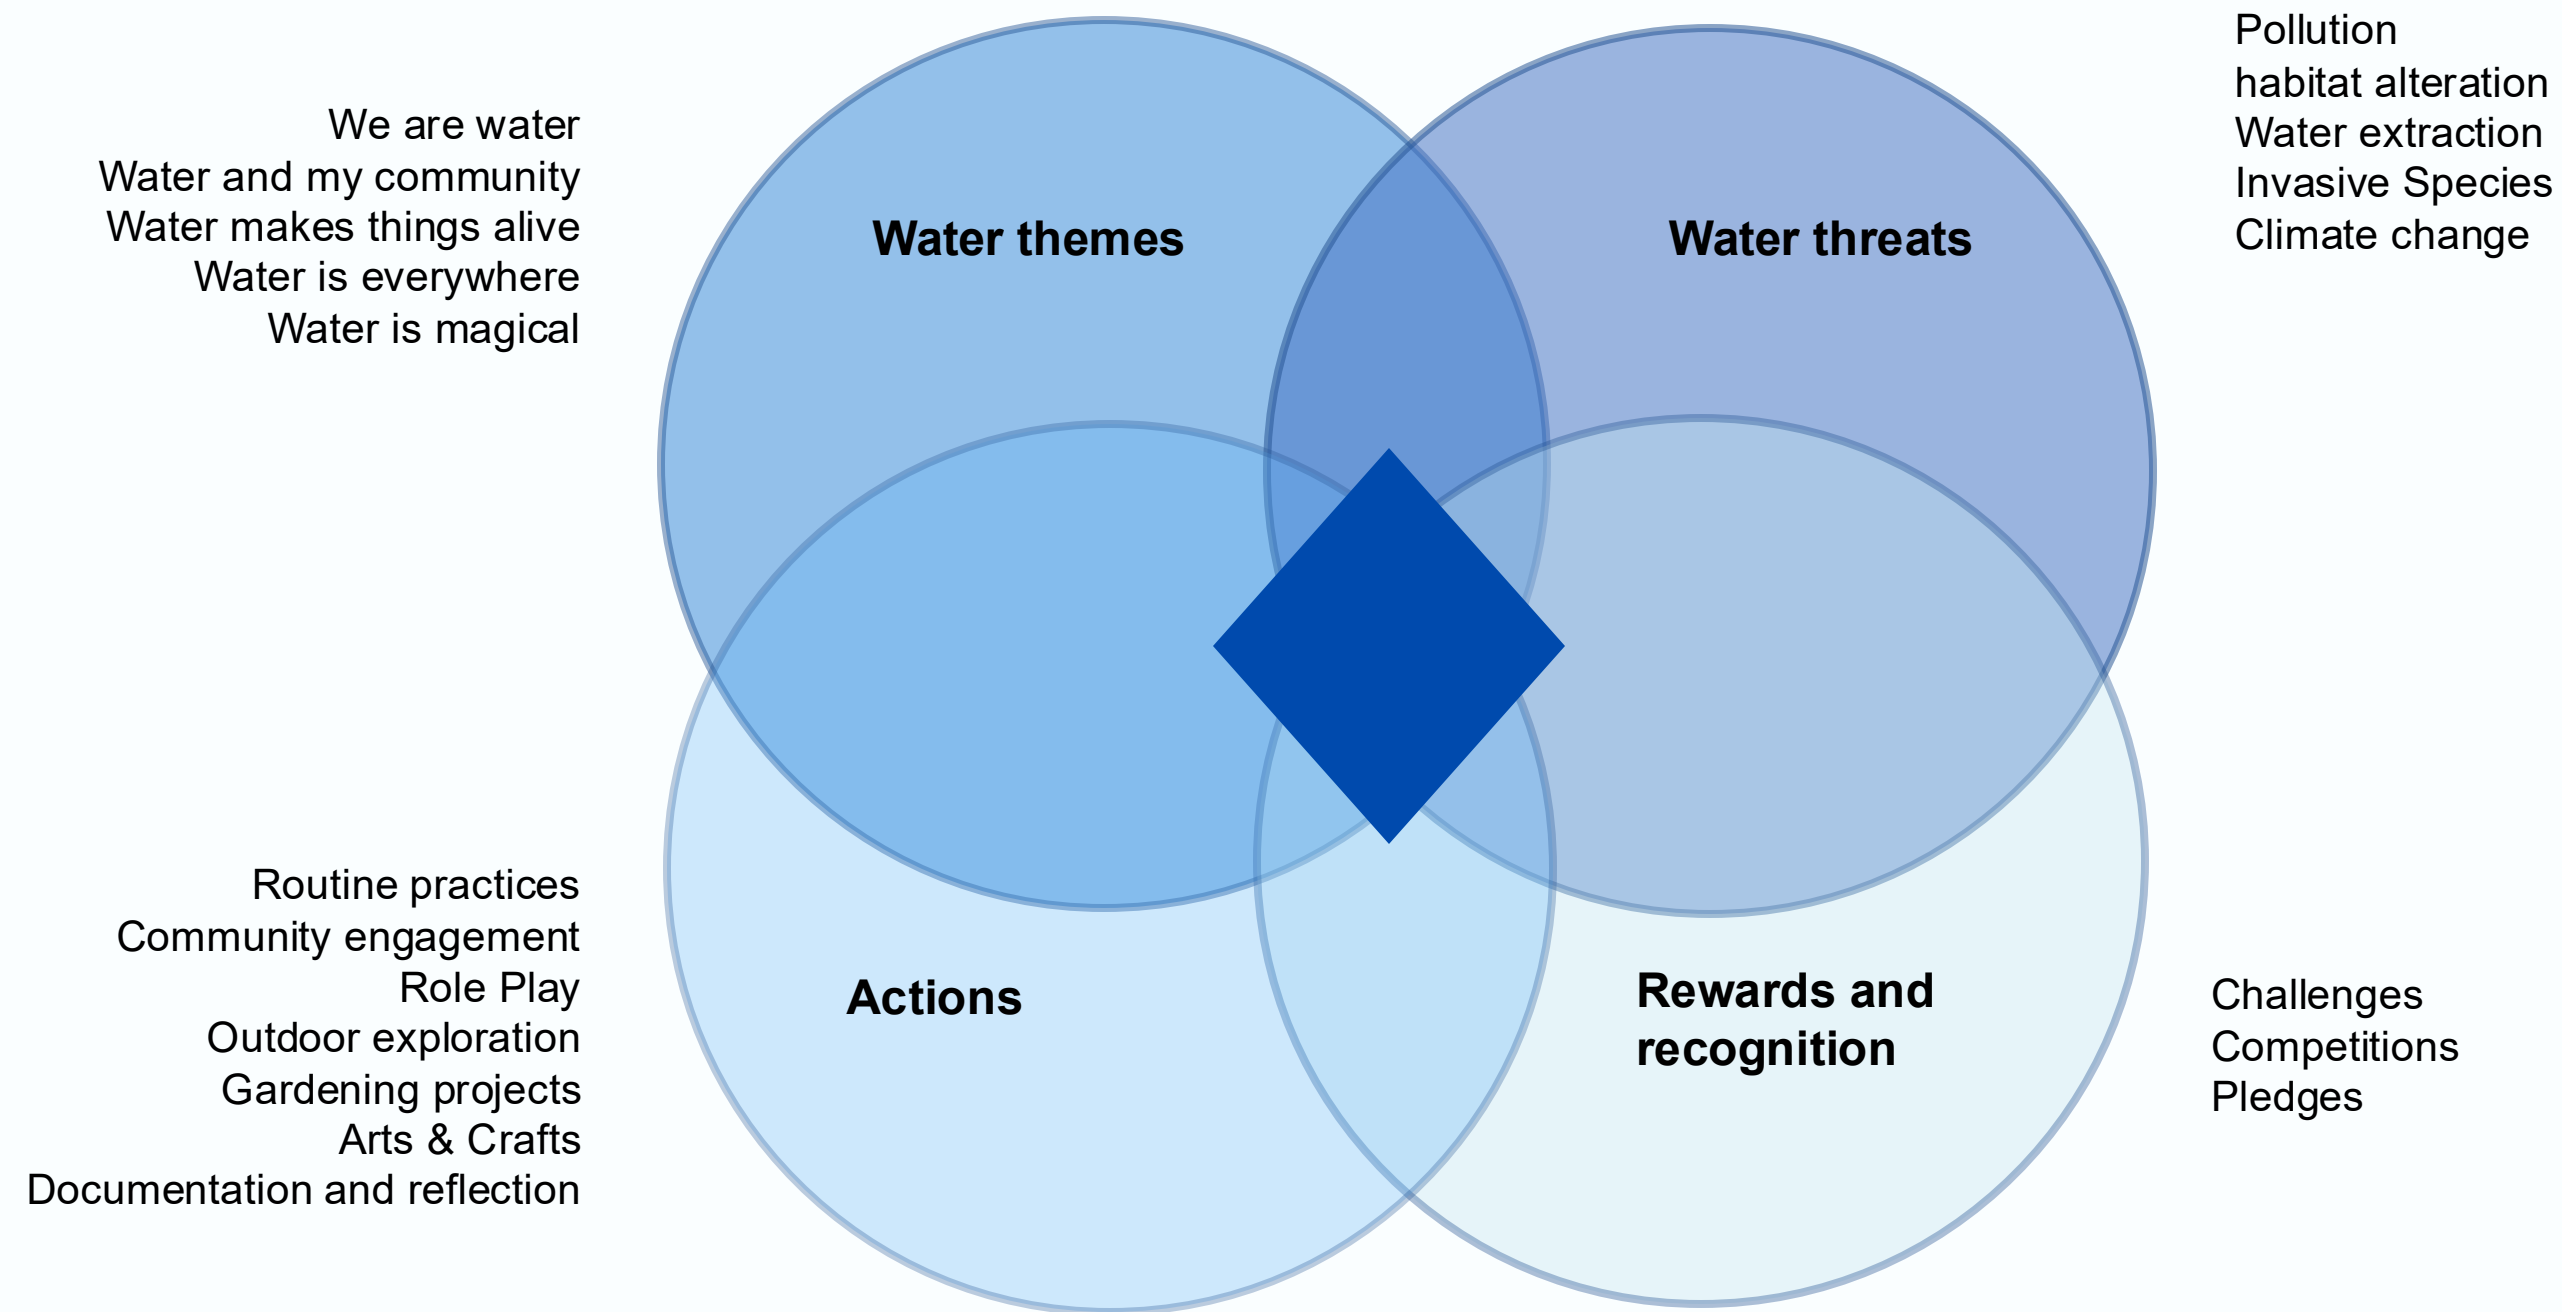 We are water
Water and my community
Water makes things alive
Water is everywhere
Water is magical
Water themes
Water threats
Pollution
habitat alteration
Water extraction
Invasive Species
Climate change
Routine practices
Community engagement
Role Play
Outdoor exploration
Gardening projects
Arts & Crafts
Documentation and reflection
Actions
Rewards and
recognition
Challenges
Competitions
Pledges